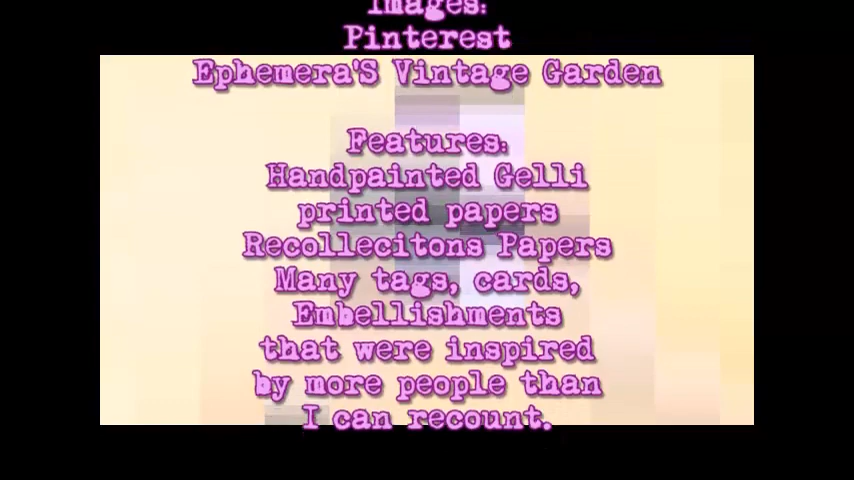 Images:
Pinterest
Ephemera'S Vintage Garden
Features:
Handpainted Gelli
printed papers
Recollecitons Papers
Many tags, cards,
Embellishments
that were inspired
by more people than
I can recount.